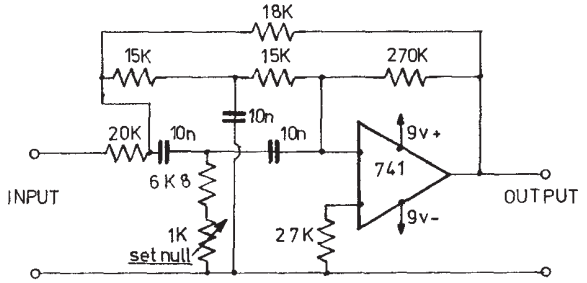 18K
15K
15K
270K
10n
20K
10n
10n
9v+
741
6K8
INPUT
OUTPUT
1K
27K
9v-
set null